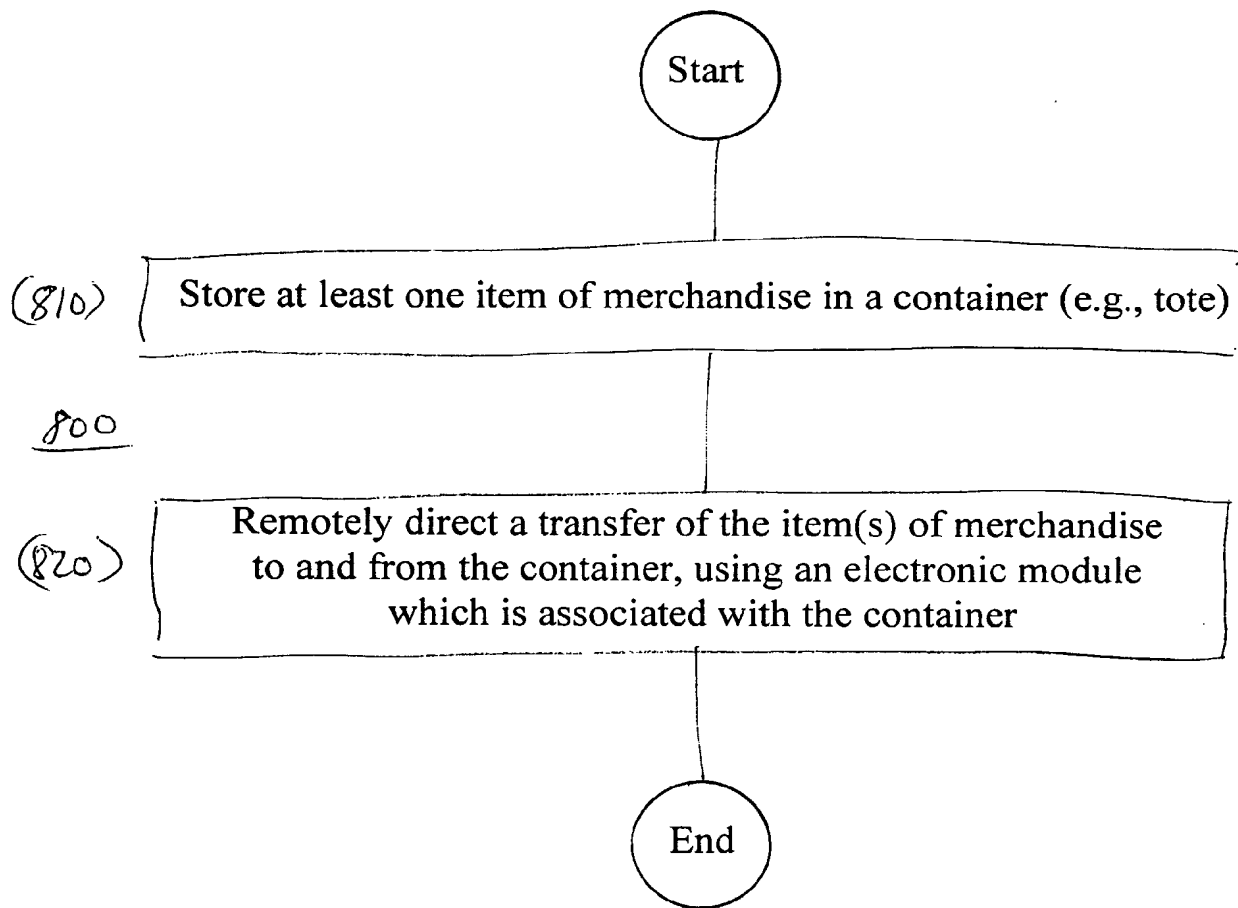 Start
(810)
Store at least one item of merchandise in a container (e.g., tote)
800
(820)
Remotely direct a transfer of the item(s) of merchandise
to and from the container, using an electronic module
which is associated with the container
End